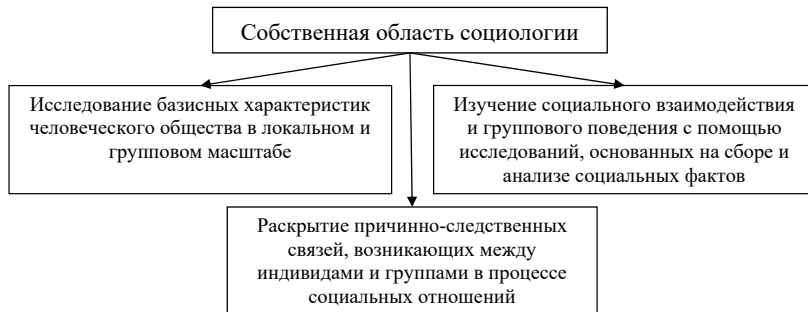 Собственная область социологии
Исследование базисных характеристик
человеческого общества в локальном и
групповом масштабе
Изучение социального взаимодействия
и группового поведения с помощью
исследований, основанных на сборе и
анализе социальных фактов
Раскрытие причинно-следственных
связей, возникающих между
индивидами и группами в процессе
социальных отношений